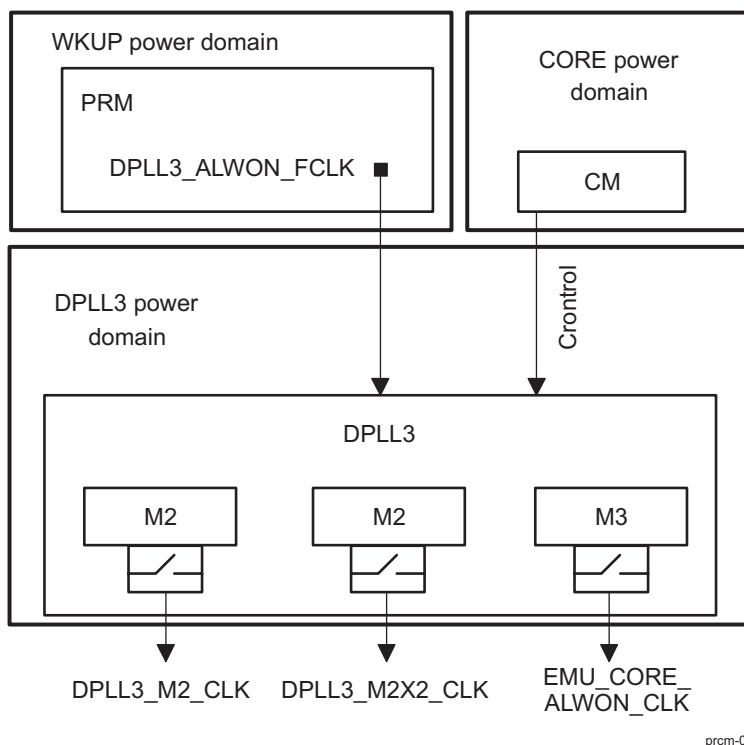 WKUP power domain
CORE power
domain
PRM
DPLL3_ALWON_FCLK
CM
DPLL3 power
domain
Crontrol
DPLL3
M2
M2
M3
DPLL3_M2_CLK
DPLL3_M2X2_CLK
EMU_CORE_
ALWON_CLK